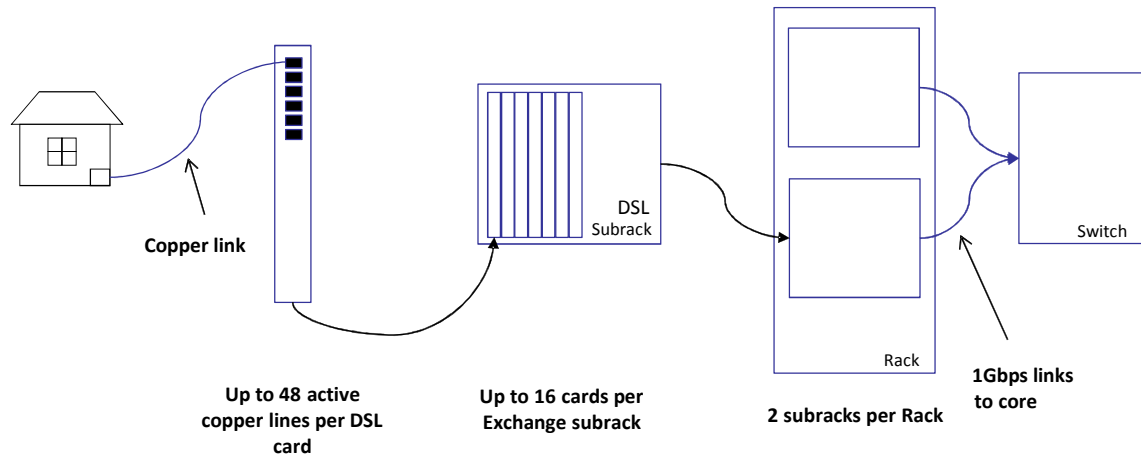 Copper link
Up to 48 active
copper lines per DSL
card
DSL
Subrack
Up to 16 cards per
Exchange subrack
Rack
2 subracks per Rack
Switch
1Gbps links
to core